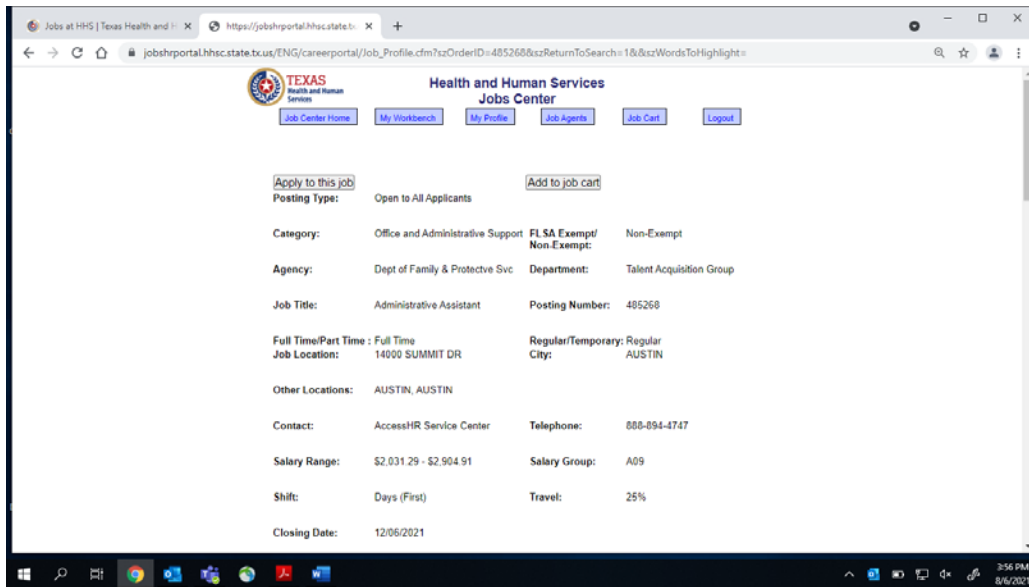 Jobs at HHS | Texas Health and H
https://jobshrportal.hhsc.state.tx.
jobshrportal.hhsc.state.tx.us/ENG/careerportal/Job_Profile.cfm?szOrderID=485268&szReturnToSearch=1&&szWordsToHighlight=
TEXAS
Health and Human
Services
Health and Human Services
Jobs Center
Job Center Home My Workbench My Profile Job Agents Job Cart Logout
Apply to this job Add to job cart
Posting Type: Open to All Applicants
Category: Office and Administrative Support FLSA Exempt/ Non-Exempt
Non-Exempt:
Agency: Dept of Family & Protectve Svc Department: Talent Acquisition Group
Job Title: Administrative Assistant Posting Number: 485268
Full Time/Part Time : Full Time Regular/Temporary: Regular
Job Location: 14000 SUMMIT DR City: AUSTIN
Other Locations: AUSTIN, AUSTIN
Contact: AccessHR Service Center Telephone: 888-894-4747
Salary Range: $2,031.29 - $2,904.91 Salary Group: A09
Shift: Days (First) Travel: 25%
Closing Date: 12/06/2021
3:56 PM